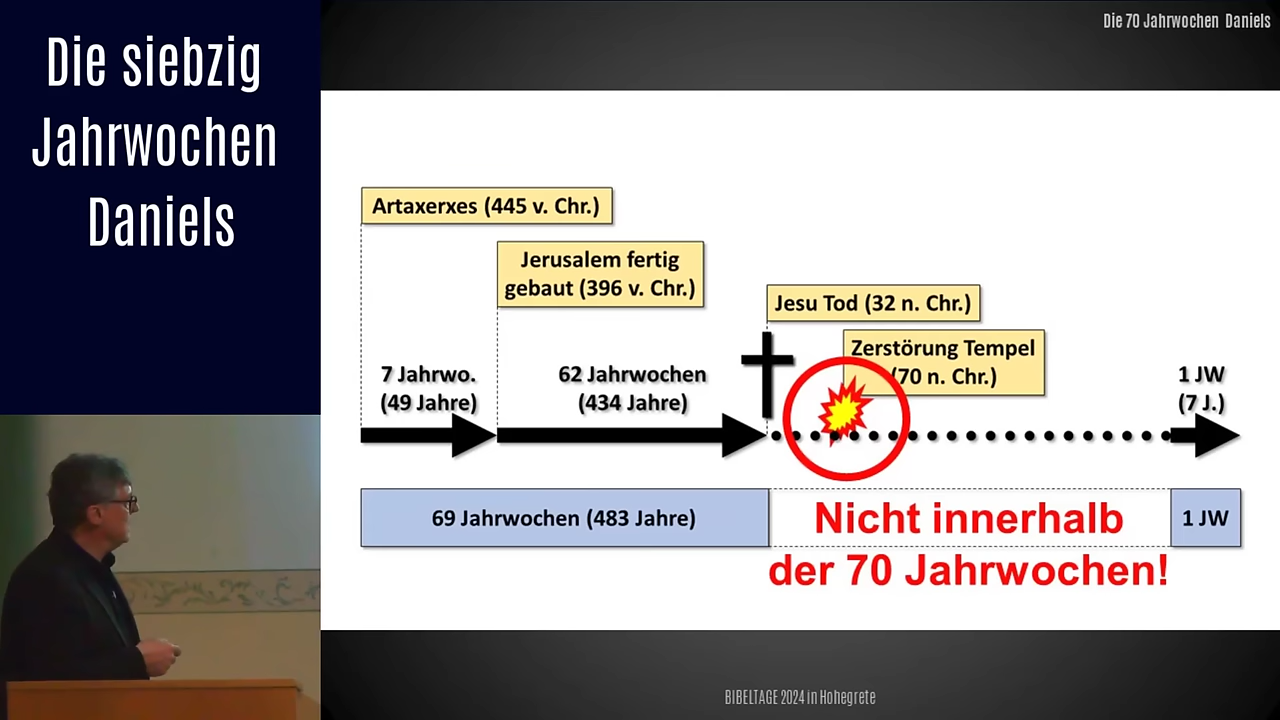 Die siebzig
Jahrwochen
Daniels
Die 70 Jahrwochen Daniels
Artaxerxes (445 v. Chr.)
Jerusalem fertig
gebaut (396 v. Chr.)
Jesu Tod (32 n. Chr.)
Zerstörung Tempel
(70 n. Chr.)
7 Jahrwo.
(49 Jahre)
62 Jahrwochen
(434 Jahre)
1 JW
(7 J.)
69 Jahrwochen (483 Jahre)
Nicht innerhalb
der 70 Jahrwochen!
1 JW
BIBELTAGE 2024 in Hohegrete